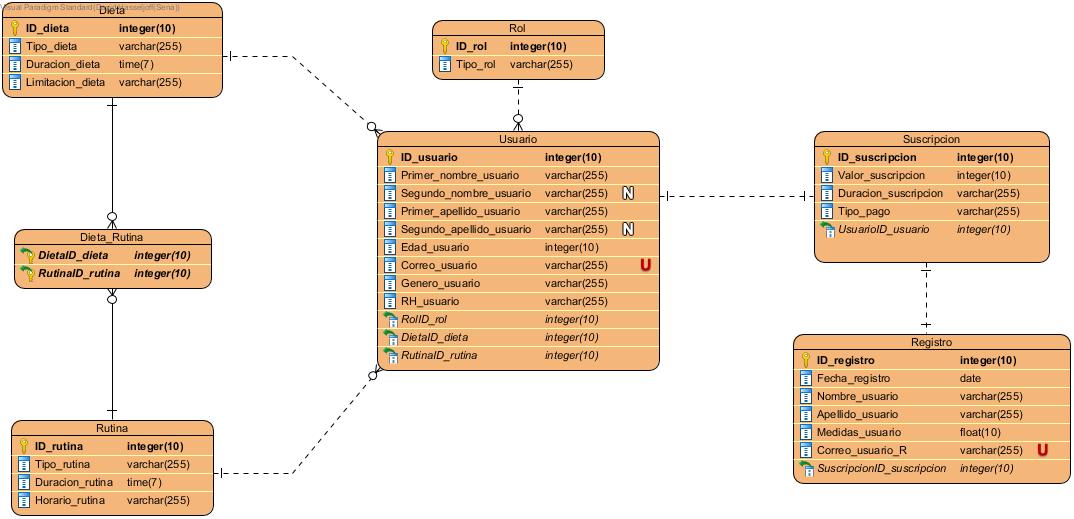 Visual Paradigm Standard(
Dieta
ID_dieta integer(10)
Tipo_dieta varchar(255)
Duracion_dieta time(7)
Limitacion_dieta varchar(255)
Rol
ID_rol integer(10)
Tipo_rol varchar(255)
Usuario
ID_usuario integer(10)
Primer_nombre_usuario varchar(255)
Segundo_nombre_usuario varchar(255) N
Primer_apellido_usuario varchar(255)
Segundo_apellido_usuario varchar(255) N
Edad_usuario integer(10)
Correo_usuario varchar(255) U
Genero_usuario varchar(255)
RH_usuario varchar(255)
RolID_rol integer(10)
DietaID_dieta integer(10)
RutinaID_rutina integer(10)
Suscripcion
ID_suscripcion integer(10)
Valor_suscripcion integer(10)
Duracion_suscripcion varchar(255)
Tipo_pago varchar(255)
UsuarioID_usuario integer(10)
Dieta_Rutina
DietaID_dieta integer(10)
RutinaID_rutina integer(10)
Registro
ID_registro integer(10)
Fecha_registro date
Nombre_usuario varchar(255)
Apellido_usuario varchar(255)
Medidas_usuario float(10)
Correo_usuario_R varchar(255) U
SuscripcionID_suscripcion integer(10)
Rutina
ID_rutina integer(10)
Tipo_rutina varchar(255)
Duracion_rutina time(7)
Horario_rutina varchar(255)